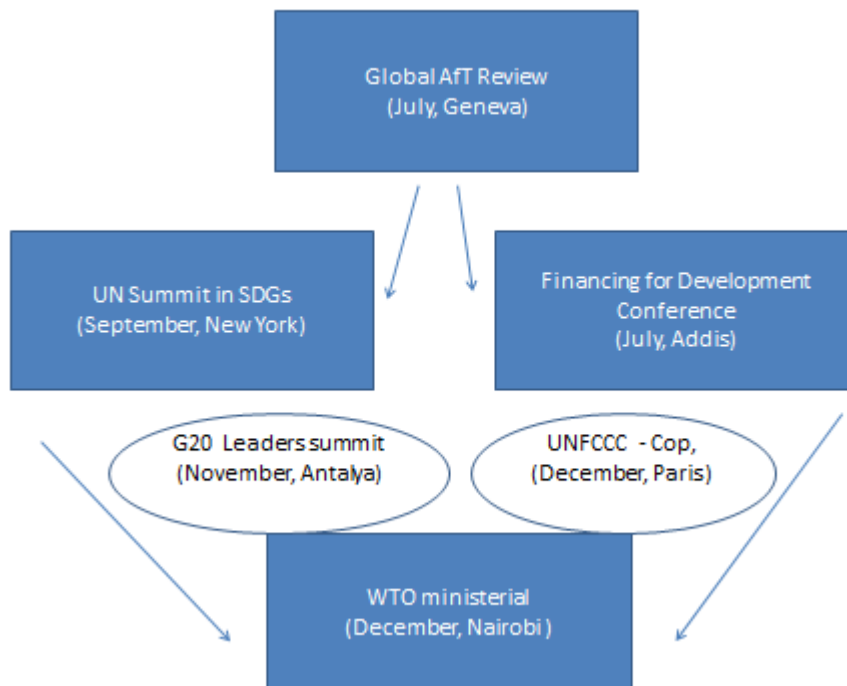 Global AfT Review
(July, Geneva)
UN Summit in SDGs
(September, New York)
Financing for Development
Conference
(July, Addis)
G20 Leaders summit
(November, Antalya)
UNFCCC - Cop,
(December, Paris)
WTO ministerial
(December, Nairobi )